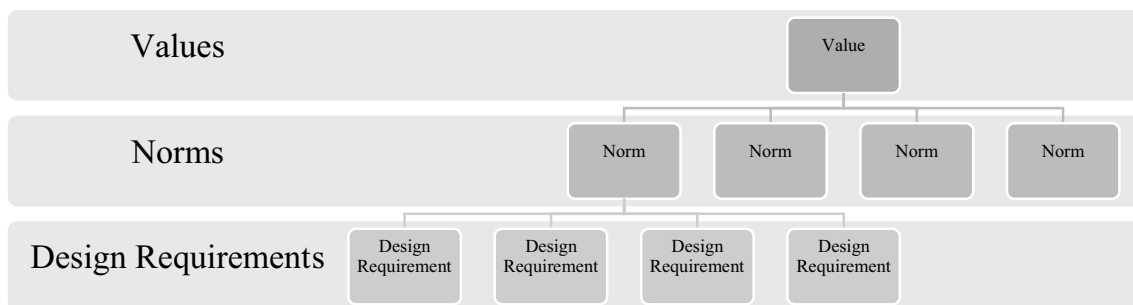 Values
Value
Norms
Norm
Norm
Norm
Norm
Design Requirements
Design
Requirement
Design
Requirement
Design
Requirement
Design
Requirement